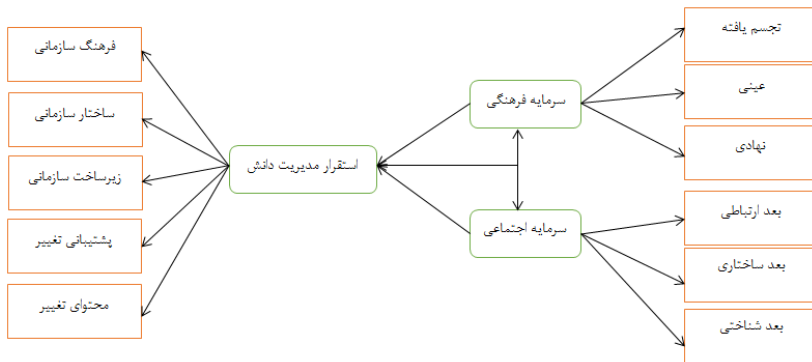 تجسم یافته
عینی
نهادی
بعد ارتباطی
بعد ساختاری
بعد شناختی
سرمایه فرهنگی
سرمایه اجتماعی
استقرار مدیریت دانش
فرهنگ سازمانی
ساختار سازمانی
زیرساخت سازمانی
پشتیبانی تغییر
محتوای تغییر